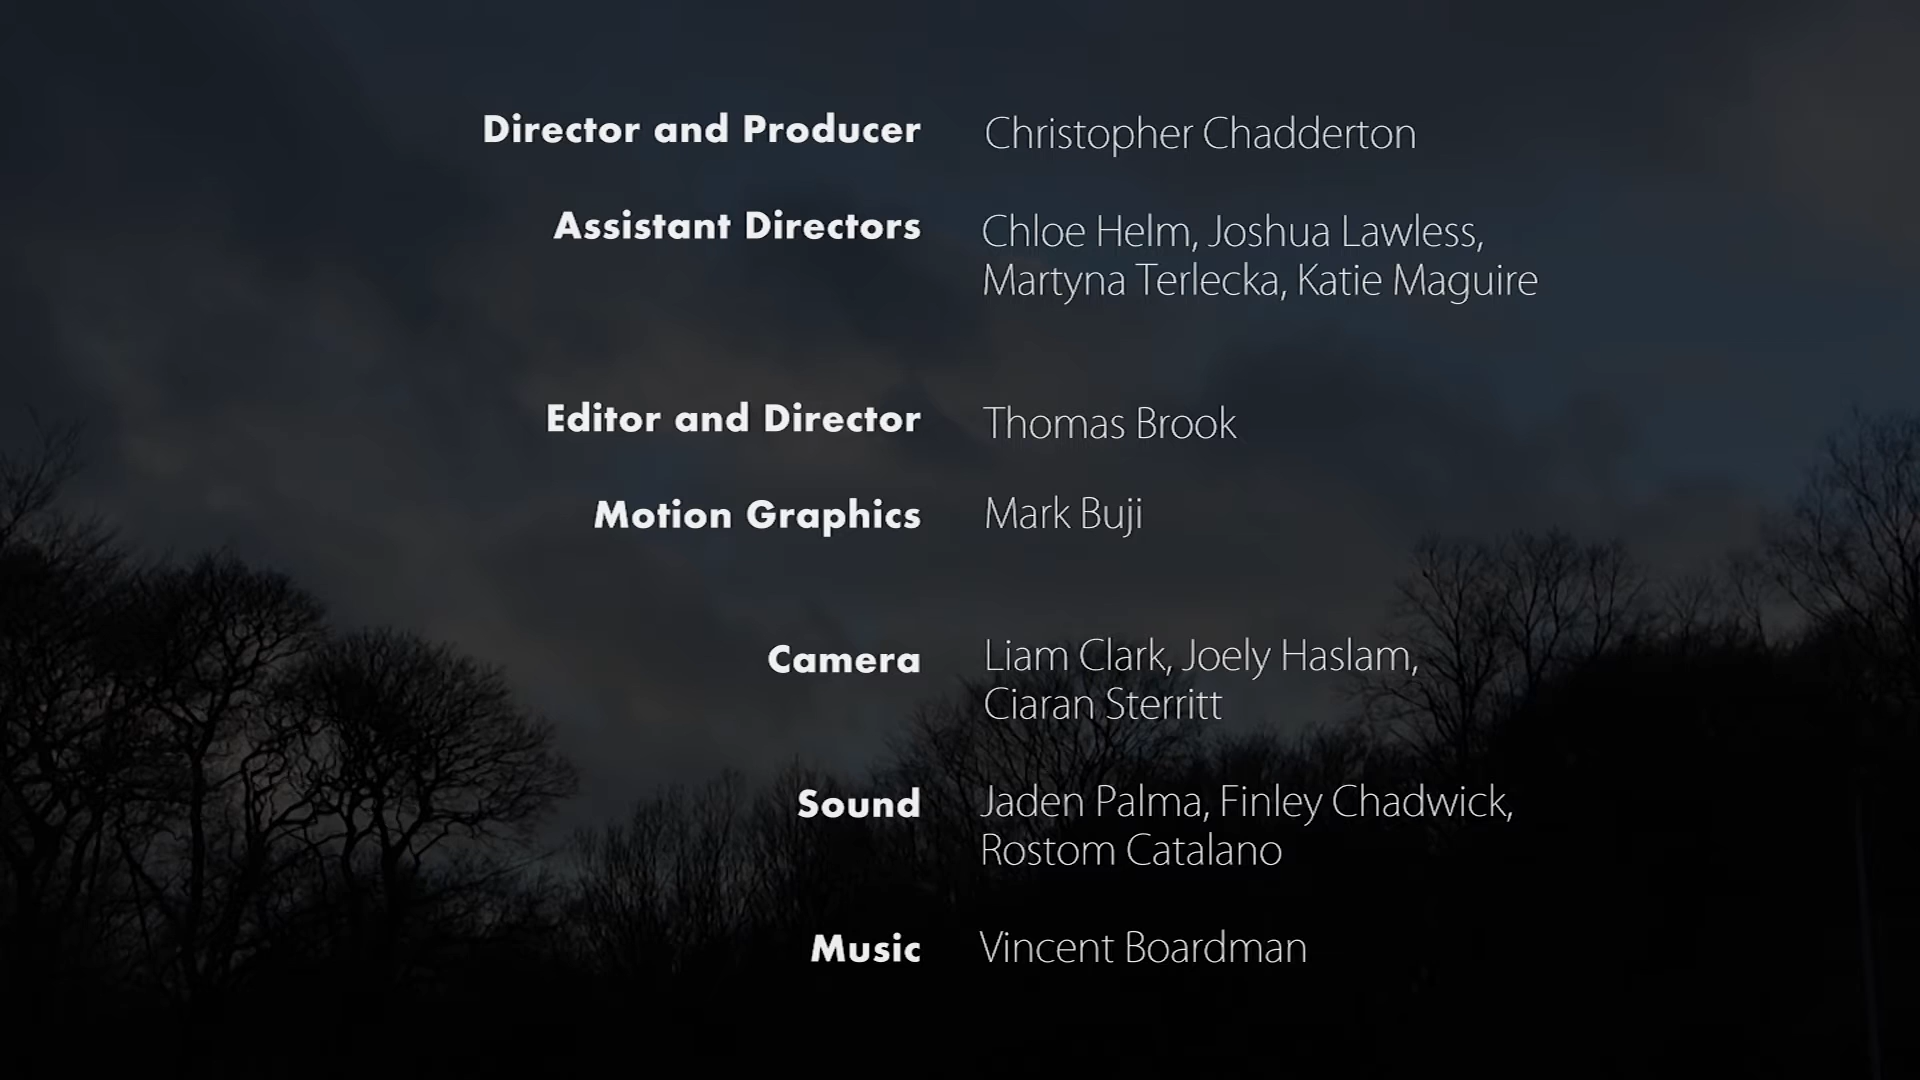 Director and Producer Christopher Chadderton
Assistant Directors Chloe Helm, Joshua Lawless,
Martyna Terlecka, Katie Maguire
Editor and Director Thomas Brook
Motion Graphics Mark Buji
Camera Liam Clark, Joely Haslam,
Ciaran Sterritt
Sound Jaden Palma, Finley Chadwick,
Rostom Catalano
Music Vincent Boardman